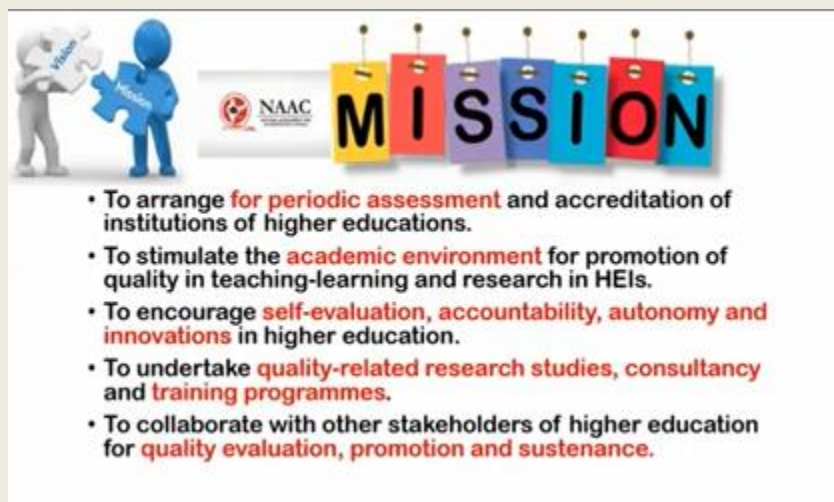 Vision
Mission
NAAC
MISSION
• To arrange for periodic assessment and accreditation of
institutions of higher educations.
• To stimulate the academic environment for promotion of
quality in teaching-learning and research in HEIs.
• To encourage self-evaluation, accountability, autonomy and
innovations in higher education.
• To undertake quality-related research studies, consultancy
and training programmes.
• To collaborate with other stakeholders of higher education
for quality evaluation, promotion and sustenance.